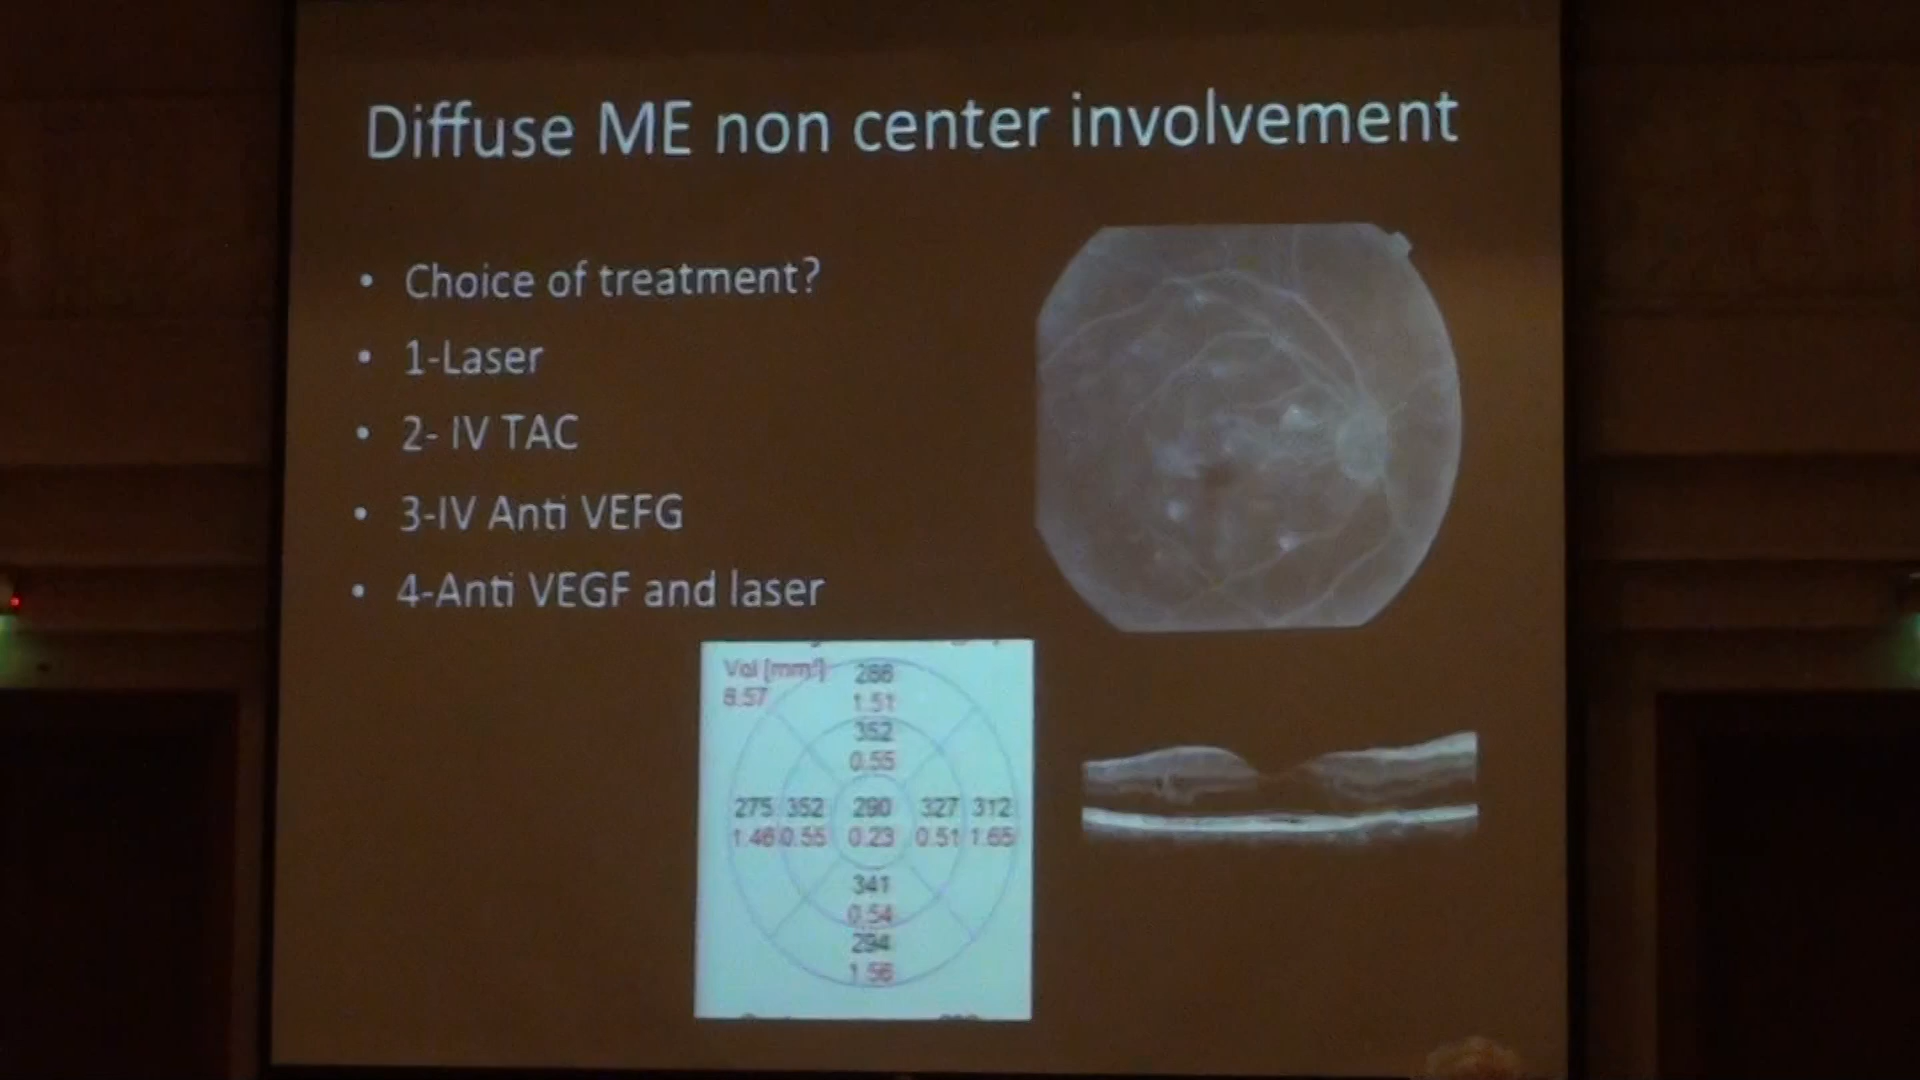 Diffuse ME non center involvement
• Choice of treatment?
• 1-Laser
• 2- IV TAC
• 3-IV Anti VEFG
• 4-Anti VEGF and laser
Vol [mm³]
8.57
286
1.51
352
0.55
275 352 290 327 312
1.46 0.55 0.23 0.51 1.65
341
0.54
294
1.56